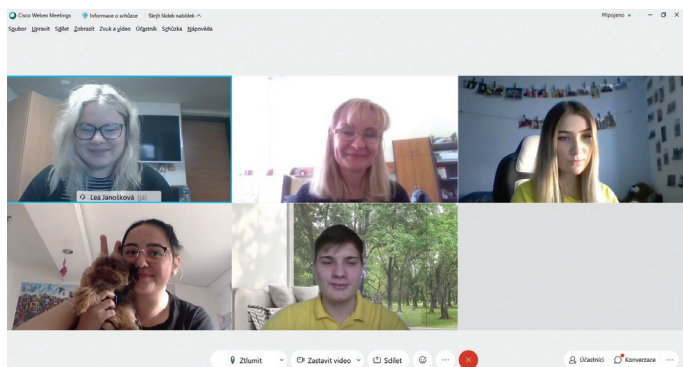 Cisco Webex Meetings Informace o schůzce Skrýt řádek nabídek
Připojeno
Soubor Upravit Sdílet Zobrazit Zvuk a video Účastník Schůzka Nápověda
Lea Janošková (já)
Ztlumit Zastavit video Sdílet
Účastníci Konverzace